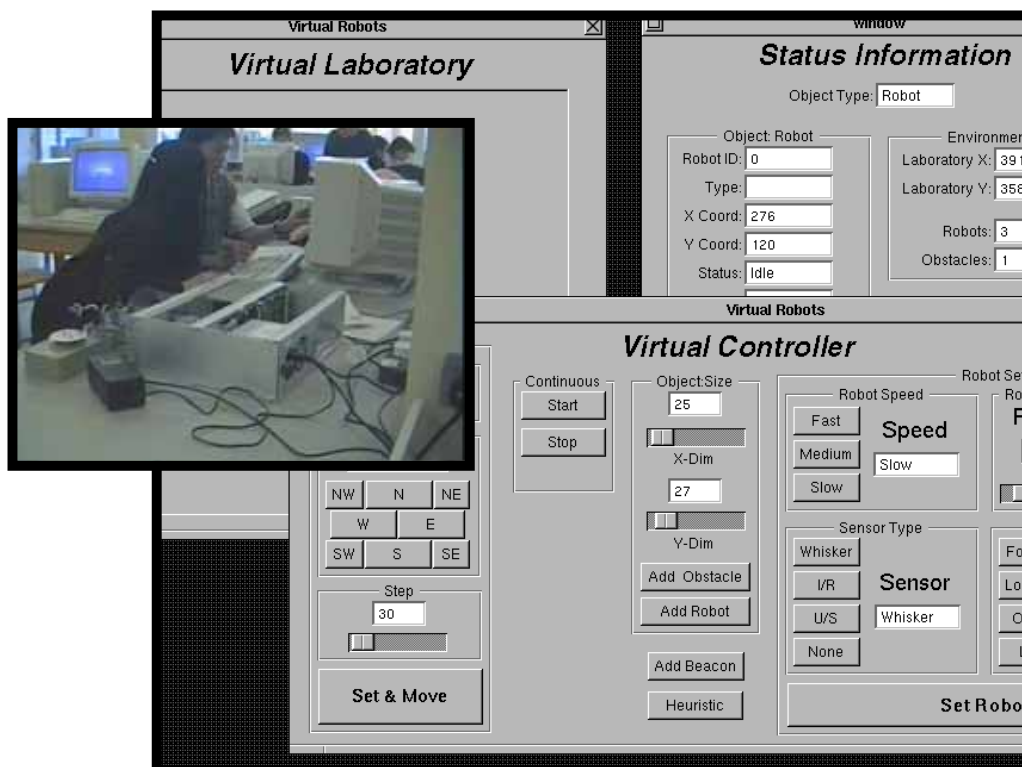 Virtual Robots
Virtual Laboratory
window
Status Information
Object Type: Robot
Object: Robot
Robot ID: 0
Type:
X Coord: 276
Y Coord: 120
Status: Idle
Laboratory X: 391
Laboratory Y: 358
Robots: 3
Obstacles: 1
Virtual Robots
Virtual Controller
NW N NE
W E
SW S SE
Step
30
Set & Move
Continuous
Start
Stop
Object:Size
25
X-Dim
27
Y-Dim
Add Obstacle
Add Robot
Add Beacon
Heuristic
Robot Speed
Fast
Medium
Slow
Speed
Slow
Sensor Type
Whisker
I/R
U/S
None
Sensor
Whisker